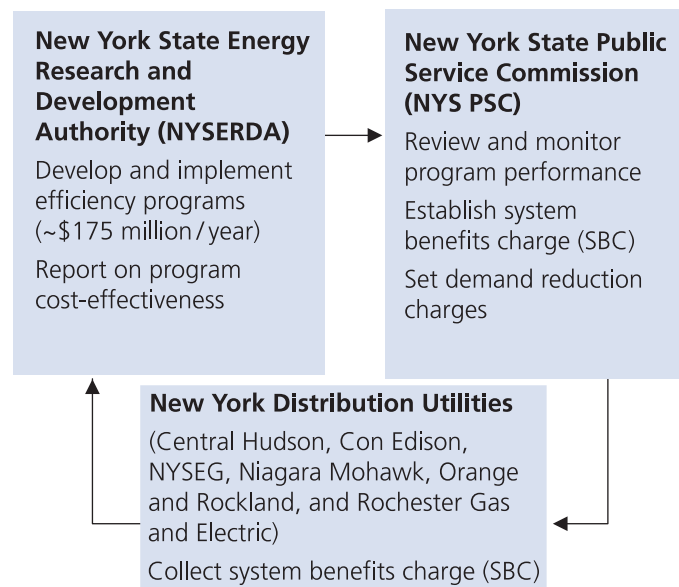 New York State Energy
Research and
Development
Authority (NYSERDA)
Develop and implement
efficiency programs
(~$175 million/year)
Report on program
cost-effectiveness
New York State Public
Service Commission
(NYS PSC)
Review and monitor
program performance
Establish system
benefits charge (SBC)
Set demand reduction
charges
New York Distribution Utilities
(Central Hudson, Con Edison,
NYSEG, Niagara Mohawk, Orange
and Rockland, and Rochester Gas
and Electric)
Collect system benefits charge (SBC)